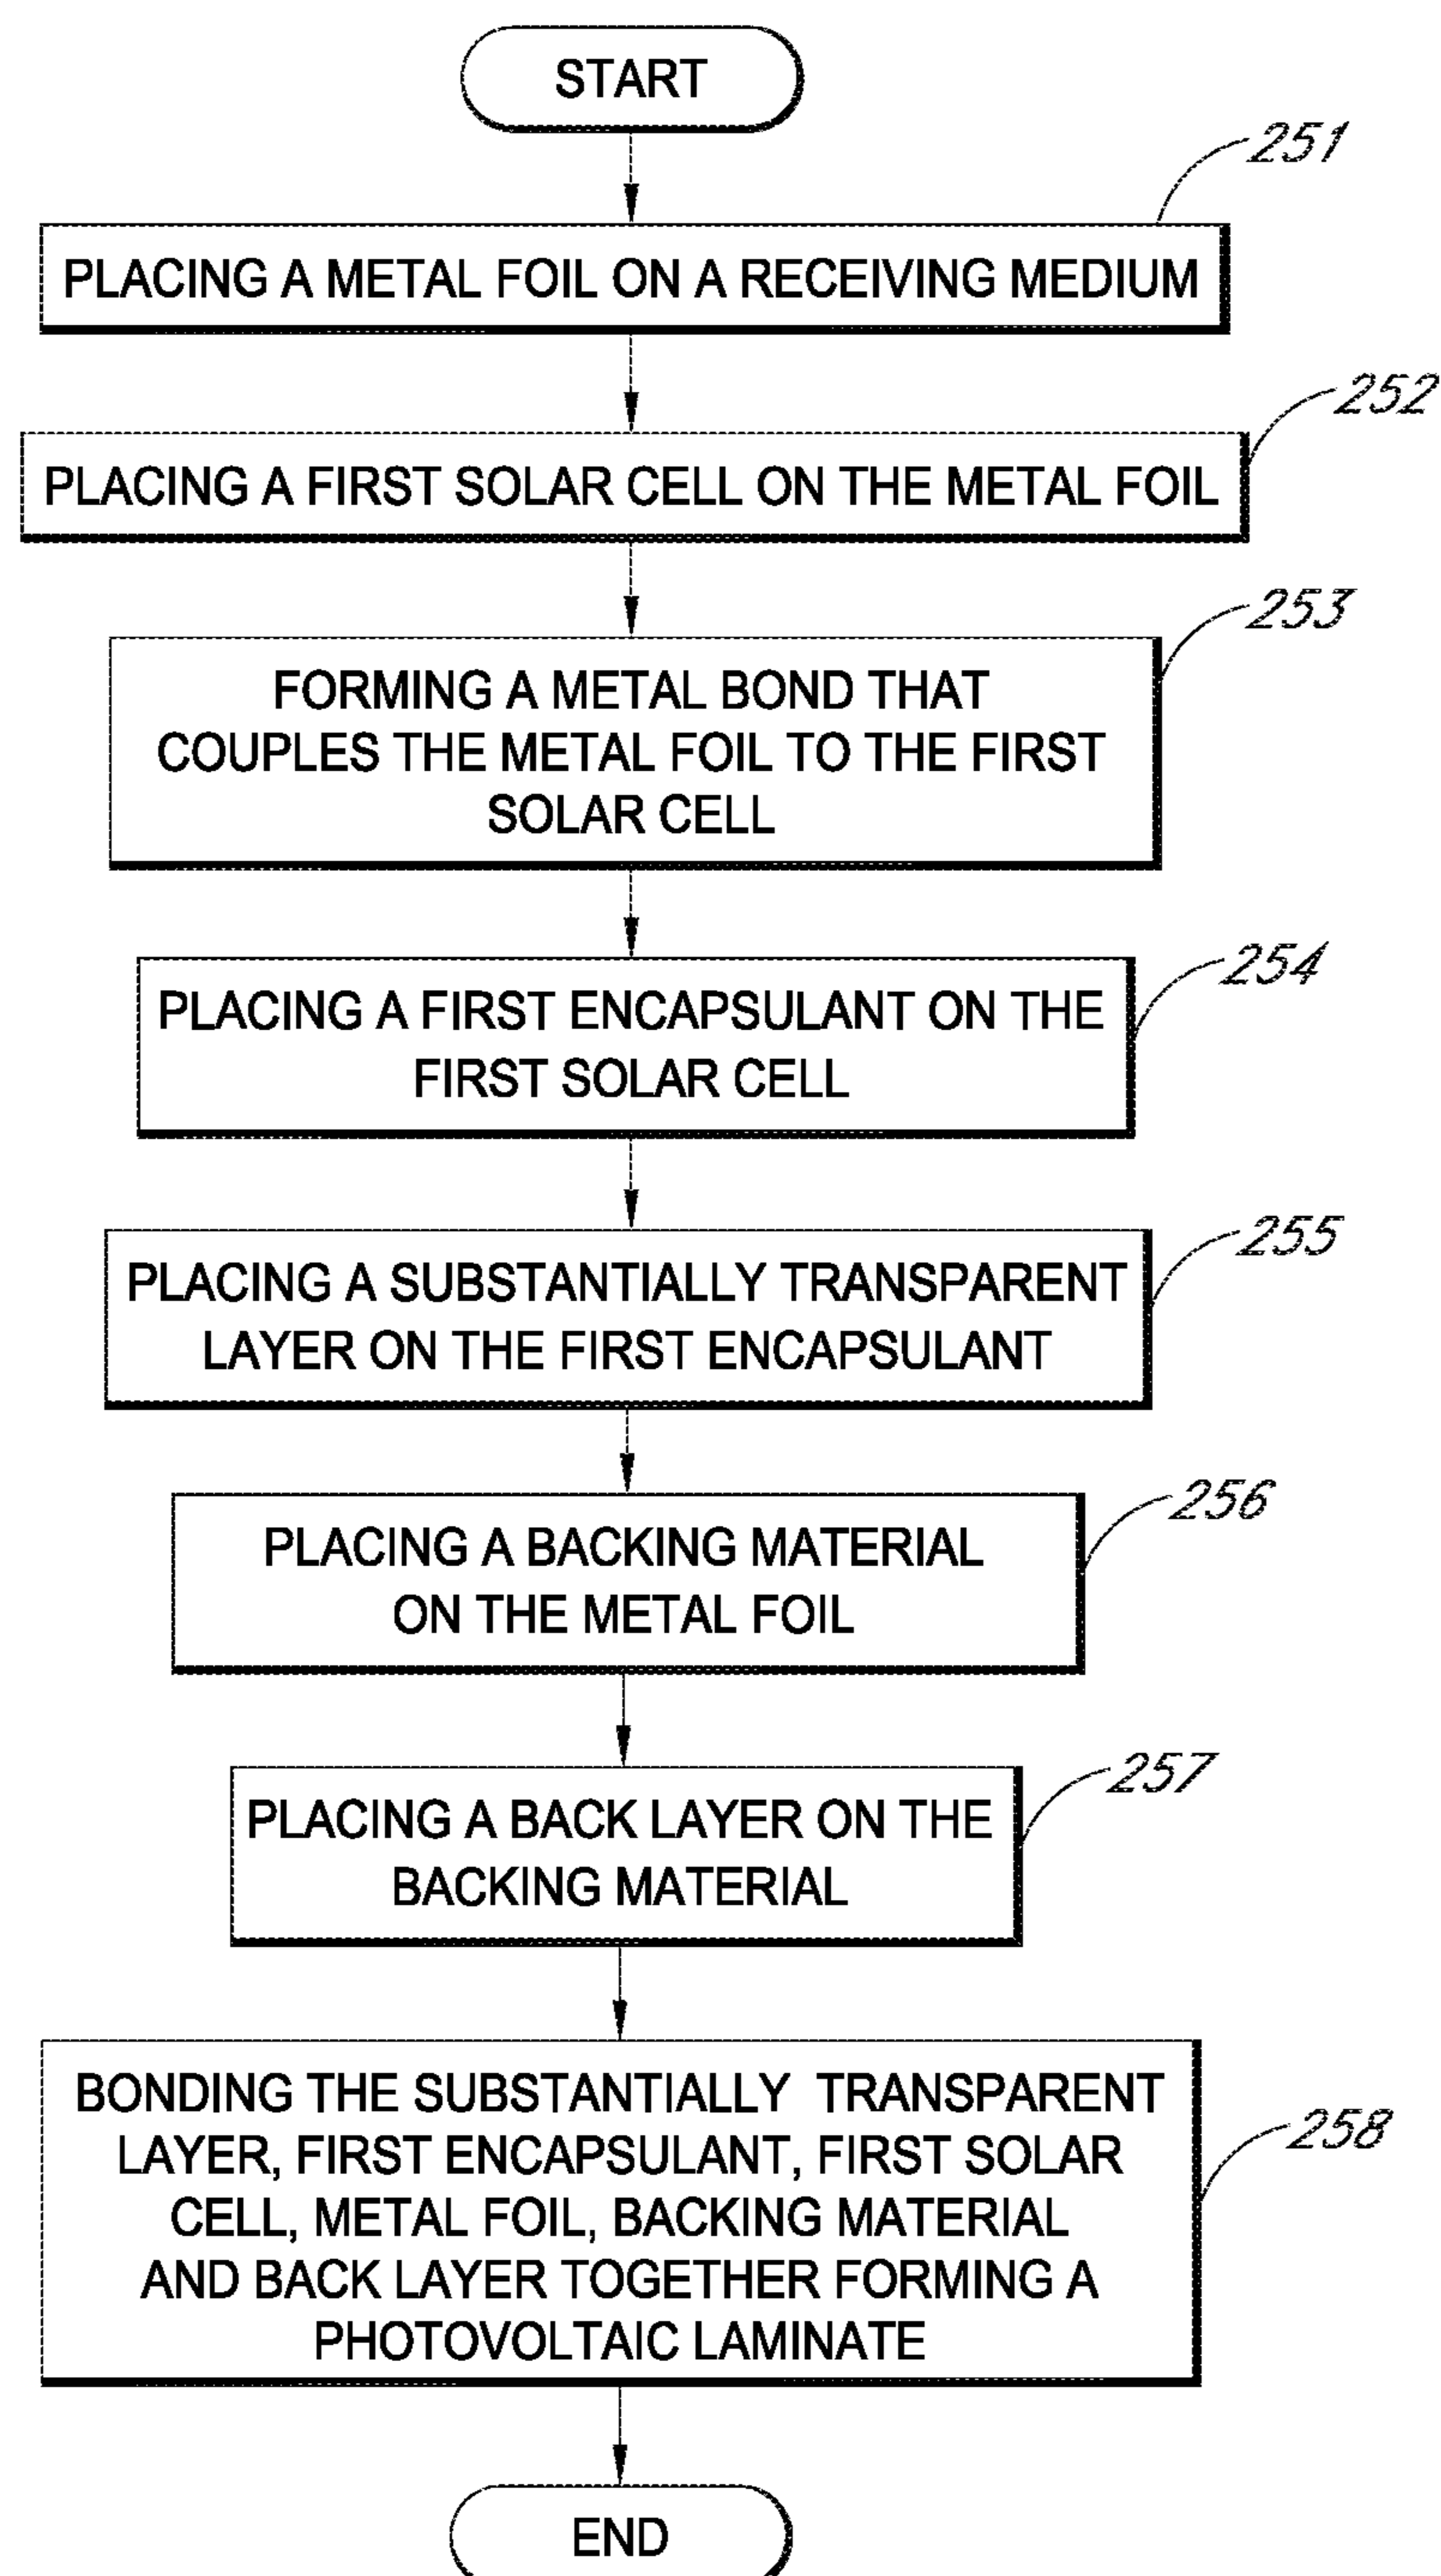 START
251
PLACING A METAL FOIL ON A RECEIVING MEDIUM
252
PLACING A FIRST SOLAR CELL ON THE METAL FOIL
253
FORMING A METAL BOND THAT
COUPLES THE METAL FOIL TO THE FIRST
SOLAR CELL
254
PLACING A FIRST ENCAPSULANT ON THE
FIRST SOLAR CELL
255
PLACING A SUBSTANTIALLY TRANSPARENT
LAYER ON THE FIRST ENCAPSULANT
256
PLACING A BACKING MATERIAL
ON THE METAL FOIL
257
PLACING A BACK LAYER ON THE
BACKING MATERIAL
258
BONDING THE SUBSTANTIALLY TRANSPARENT
LAYER, FIRST ENCAPSULANT, FIRST SOLAR
CELL, METAL FOIL, BACKING MATERIAL
AND BACK LAYER TOGETHER FORMING A
PHOTOVOLTAIC LAMINATE
END